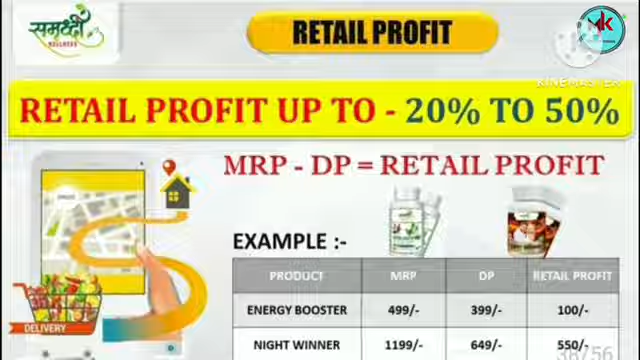 समृध्दी
WELLNESS
RETAIL PROFIT
KINEMASTER
RETAIL PROFIT UP TO - 20% TO 50%
MRP - DP = RETAIL PROFIT
EXAMPLE :-
PRODUCT MRP DP RETAIL PROFIT
ENERGY BOOSTER 499/- 399/- 100/-
NIGHT WINNER 1199/- 649/- 550/-
DELIVERY
36/56